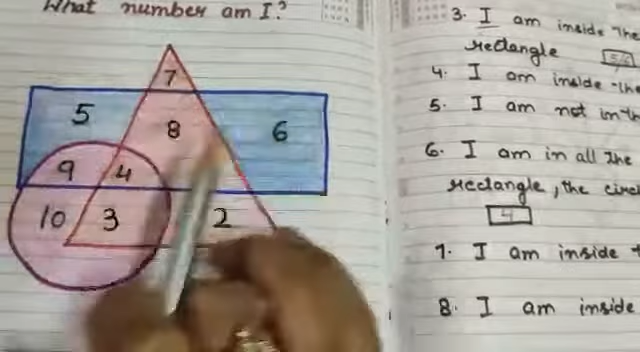 What number am I?
7
5
8
6
9
4
10
3
2
3. I am inside the
rectangle
4. I am inside the
5. I am not in th
6. I am in all the
rectangle, the circ
4
7. I am inside t
8. I am inside